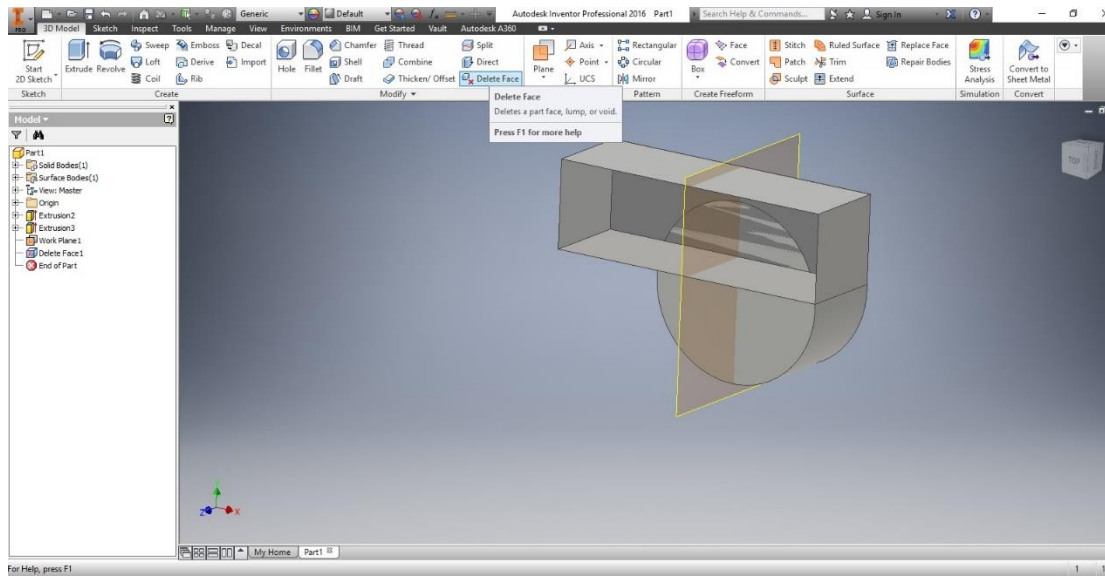 Generic
Default
Autodesk Inventor Professional 2016 Part1
Search Help & Commands...
Sign In
PRO
3D Model Sketch Inspect Tools Manage View Environments BIM Get Started Vault Autodesk A360
Start
2D Sketch
Extrude Revolve
Sweep Emboss Decal
Loft Derive Import
Coil Rib
Hole Fillet
Chamfer Thread Split
Shell Combine Direct
Draft Thicken/ Offset Delete Face
Plane
Axis
Point
UCS
Rectangular
Circular
Mirror
Box
Face
Convert
Stitch Ruled Surface Replace Face
Patch Trim Repair Bodies
Sculpt Extend
Stress
Analysis
Convert to
Sheet Metal
Sketch Create Modify Pattern Create Freeform Surface Simulation Convert
Delete Face
Deletes a part face, lump, or void.
Press F1 for more help
Model
Part1
Solid Bodies(1)
Surface Bodies(1)
View: Master
Origin
Extrusion2
Extrusion3
Work Plane1
Delete Face1
End of Part
TOP
Y
Z X
My Home Part1
For Help, press F1
1 1